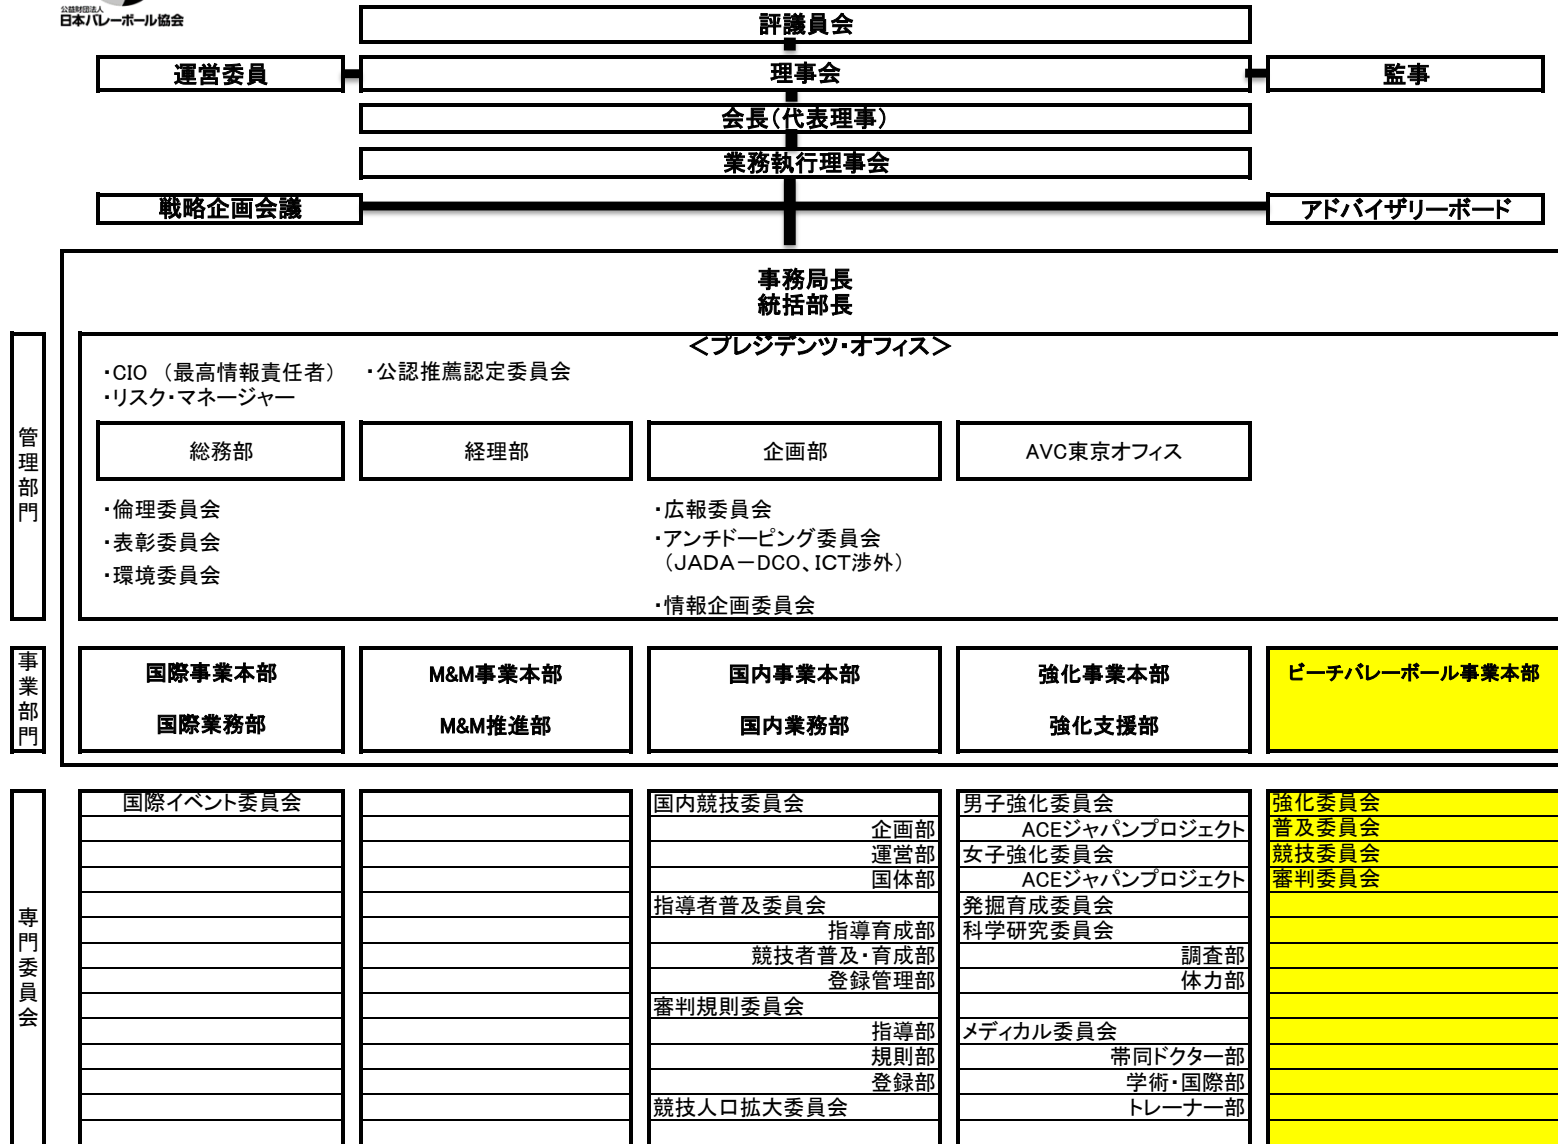 公益財団法人
日本バレーボール協会
評議員会
運営委員
理事会
監事
会長（代表理事）
業務執行理事会
戦略企画会議
アドバイザリーボード
事務局長
統括部長
管理部門
＜プレジデンツ・オフィス＞
・CIO （最高情報責任者）
・公認推薦認定委員会
・リスク・マネージャー
総務部
経理部
企画部
AVC東京オフィス
・倫理委員会
・表彰委員会
・環境委員会
・広報委員会
・アンチドーピング委員会
（JADA－DCO、ICT渉外）
・情報企画委員会
事業部門
国際事業本部
国際業務部
M&M事業本部
M&M推進部
国内事業本部
国内業務部
強化事業本部
強化支援部
ビーチバレーボール事業本部
専門委員会
国際イベント委員会
国内競技委員会
企画部
運営部
国体部
指導者普及委員会
指導育成部
競技者普及・育成部
登録管理部
審判規則委員会
指導部
規則部
登録部
競技人口拡大委員会
男子強化委員会
ACEジャパンプロジェクト
女子強化委員会
ACEジャパンプロジェクト
発掘育成委員会
科学研究委員会
調査部
体力部
メディカル委員会
帯同ドクター部
学術・国際部
トレーナー部
強化委員会
普及委員会
競技委員会
審判委員会